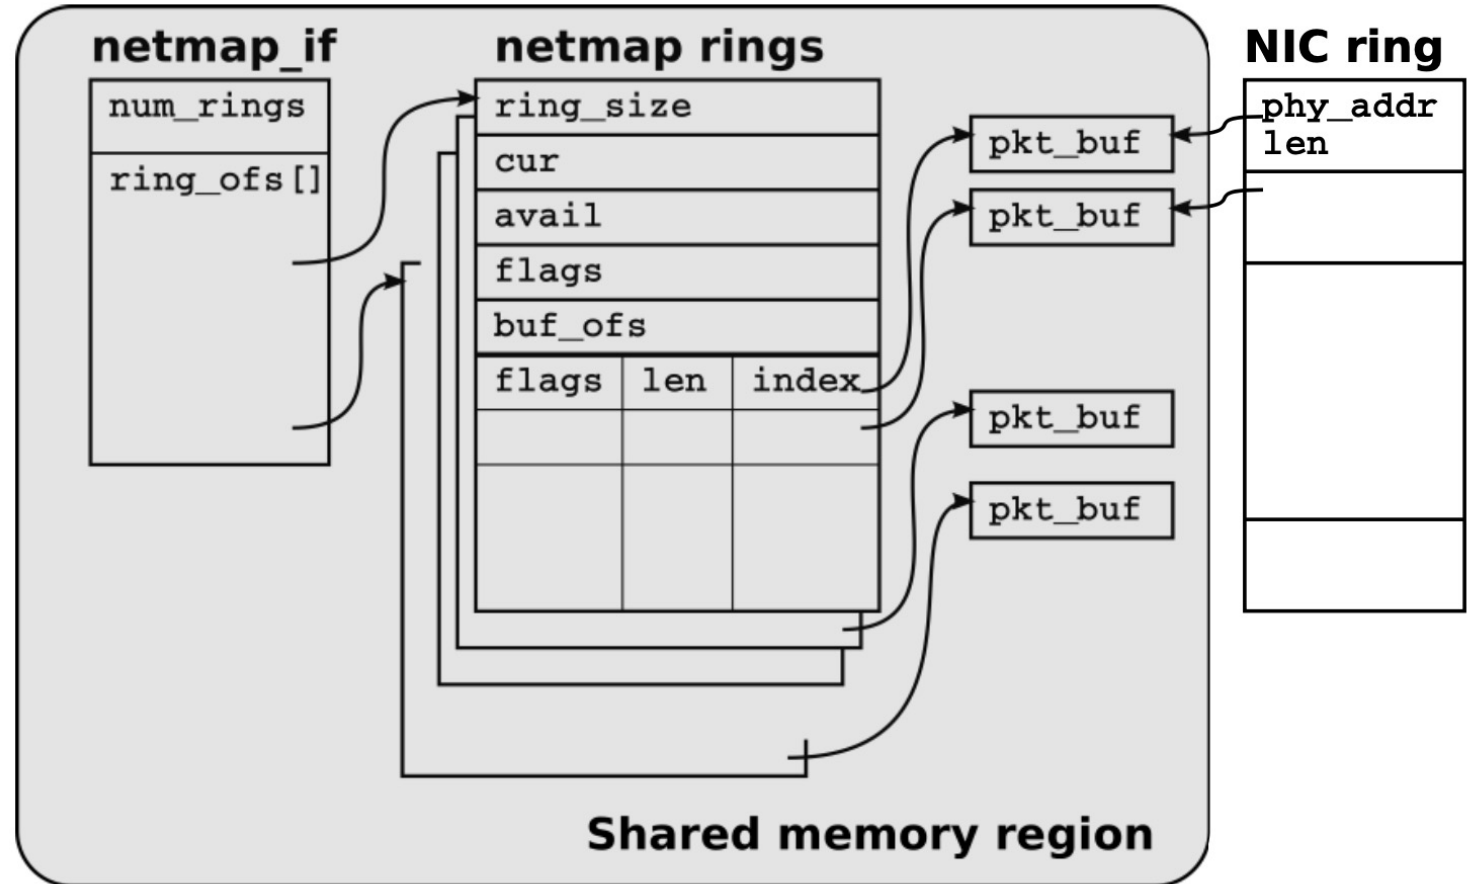 netmap_if
num_rings
ring_ofs[]
netmap rings
ring_size
cur
avail
flags
buf_ofs
flags len index
pkt_buf
pkt_buf
pkt_buf
pkt_buf
NIC ring
phy_addr
len
Shared memory region